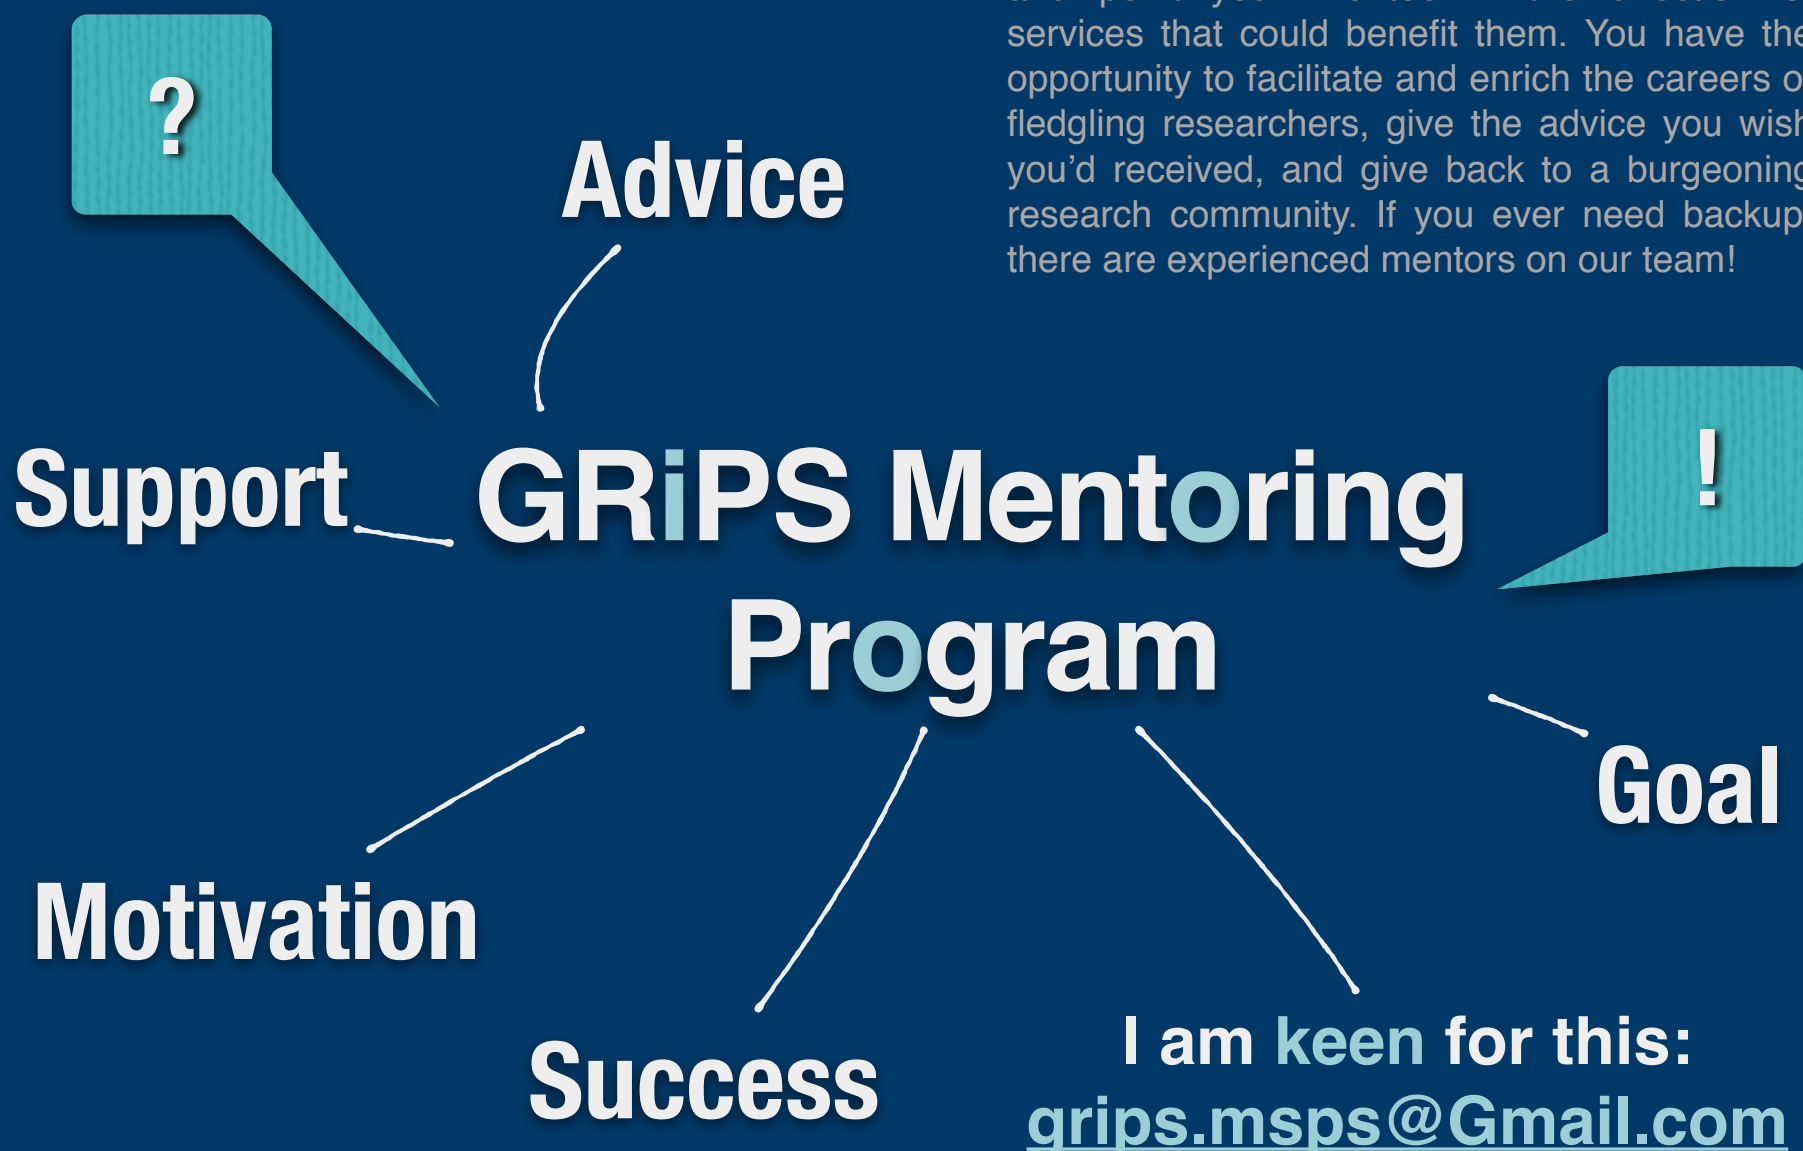 services that could benefit them. You have the
opportunity to facilitate and enrich the careers of
fledgling researchers, give the advice you wish
you'd received, and give back to a burgeoning
research community. If you ever need backup
there are experienced mentors on our team!
?
Advice
!
Support
GRiPS Mentoring
Program
Goal
Motivation
Success
I am keen for this:
grips.msps@Gmail.com